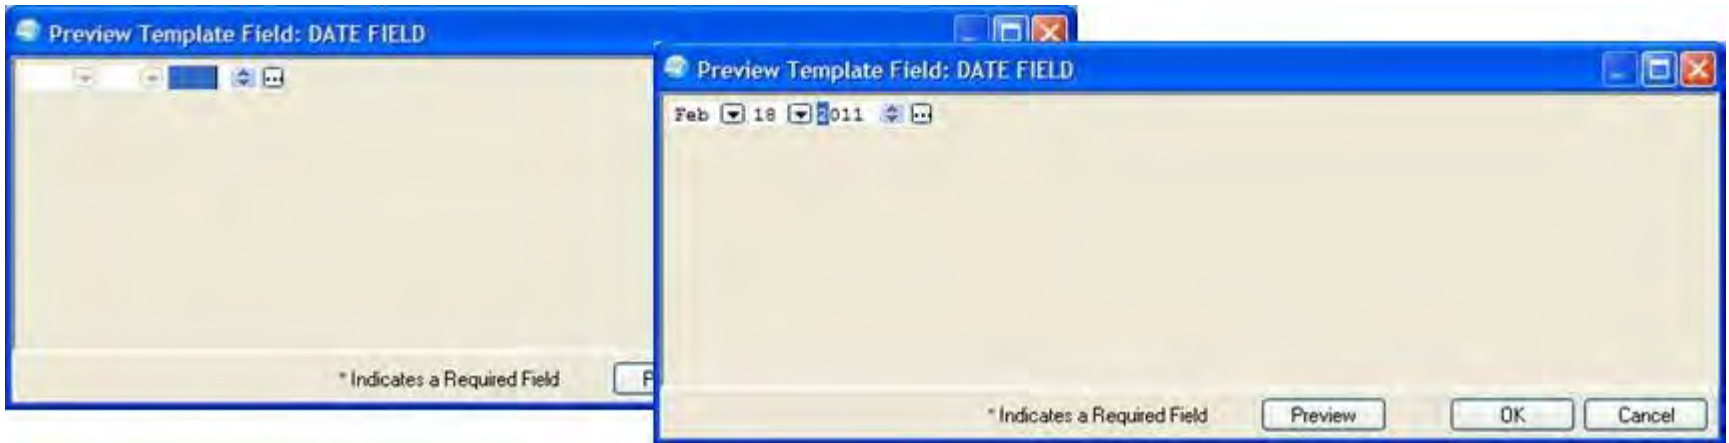 Preview Template Field: DATE FIELD
* Indicates a Required Field
P
Preview Template Field: DATE FIELD
Feb 18 2011
* Indicates a Required Field Preview OK Cancel